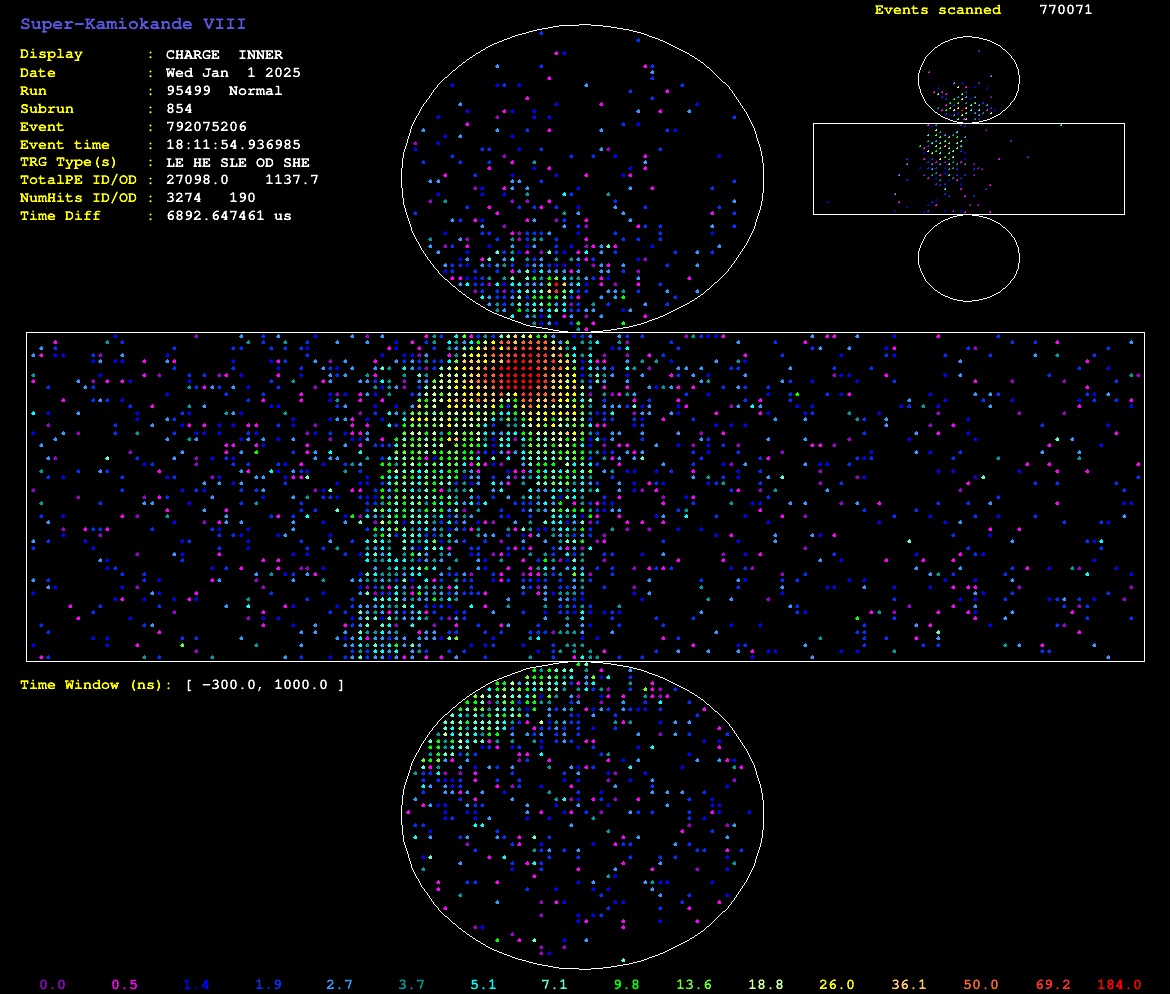 Super-Kamiokande VIII
Events scanned 770071
Display : CHARGE INNER
Date : Wed Jan 1 2025
Run : 95499 Normal
Subrun : 854
Event : 792075206
Event time : 18:11:54.936985
TRG Type(s) : LE HE SLE OD SHE
TotalPE ID/OD : 27098.0 1137.7
NumHits ID/OD : 3274 190
Time Diff : 6892.647461 us
Time Window (ns): [ −300.0, 1000.0 ]
0.0 0.5 1.4 1.9 2.7 3.7 5.1 7.1 9.8 13.6 18.8 26.0 36.1 50.0 69.2 184.0